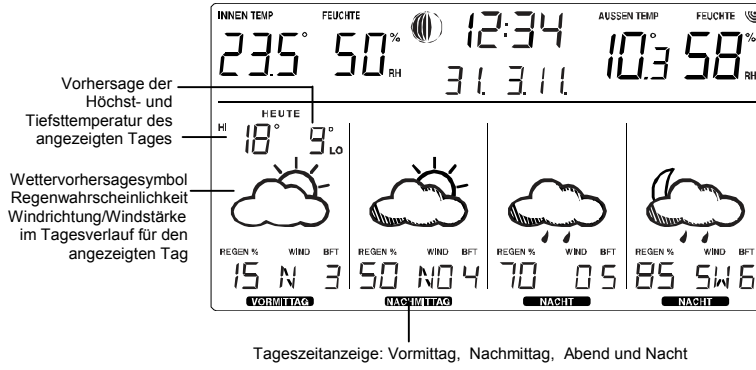 INNEN TEMP FEUCHTE AUSSEN TEMP FEUCHTE
23.5° 50% RH 12:34 10.3° 58% RH
31. 3.11.
Vorhersage der
Höchst- und
Tiefsttemperatur des
angezeigten Tages
HEUTE
HI 18° 9° LO
Wettervorhersagesymbol
Regenwahrscheinlichkeit
Windrichtung/Windstärke
im Tagesverlauf für den
angezeigten Tag
REGEN % WIND BFT REGEN % WIND BFT REGEN % WIND BFT REGEN % WIND BFT
15 N 3 50 NO 4 70 O 5 85 SW 6
VORMITTAG NACHMITTAG NACHT NACHT
Tageszeitanzeige: Vormittag, Nachmittag, Abend und Nacht